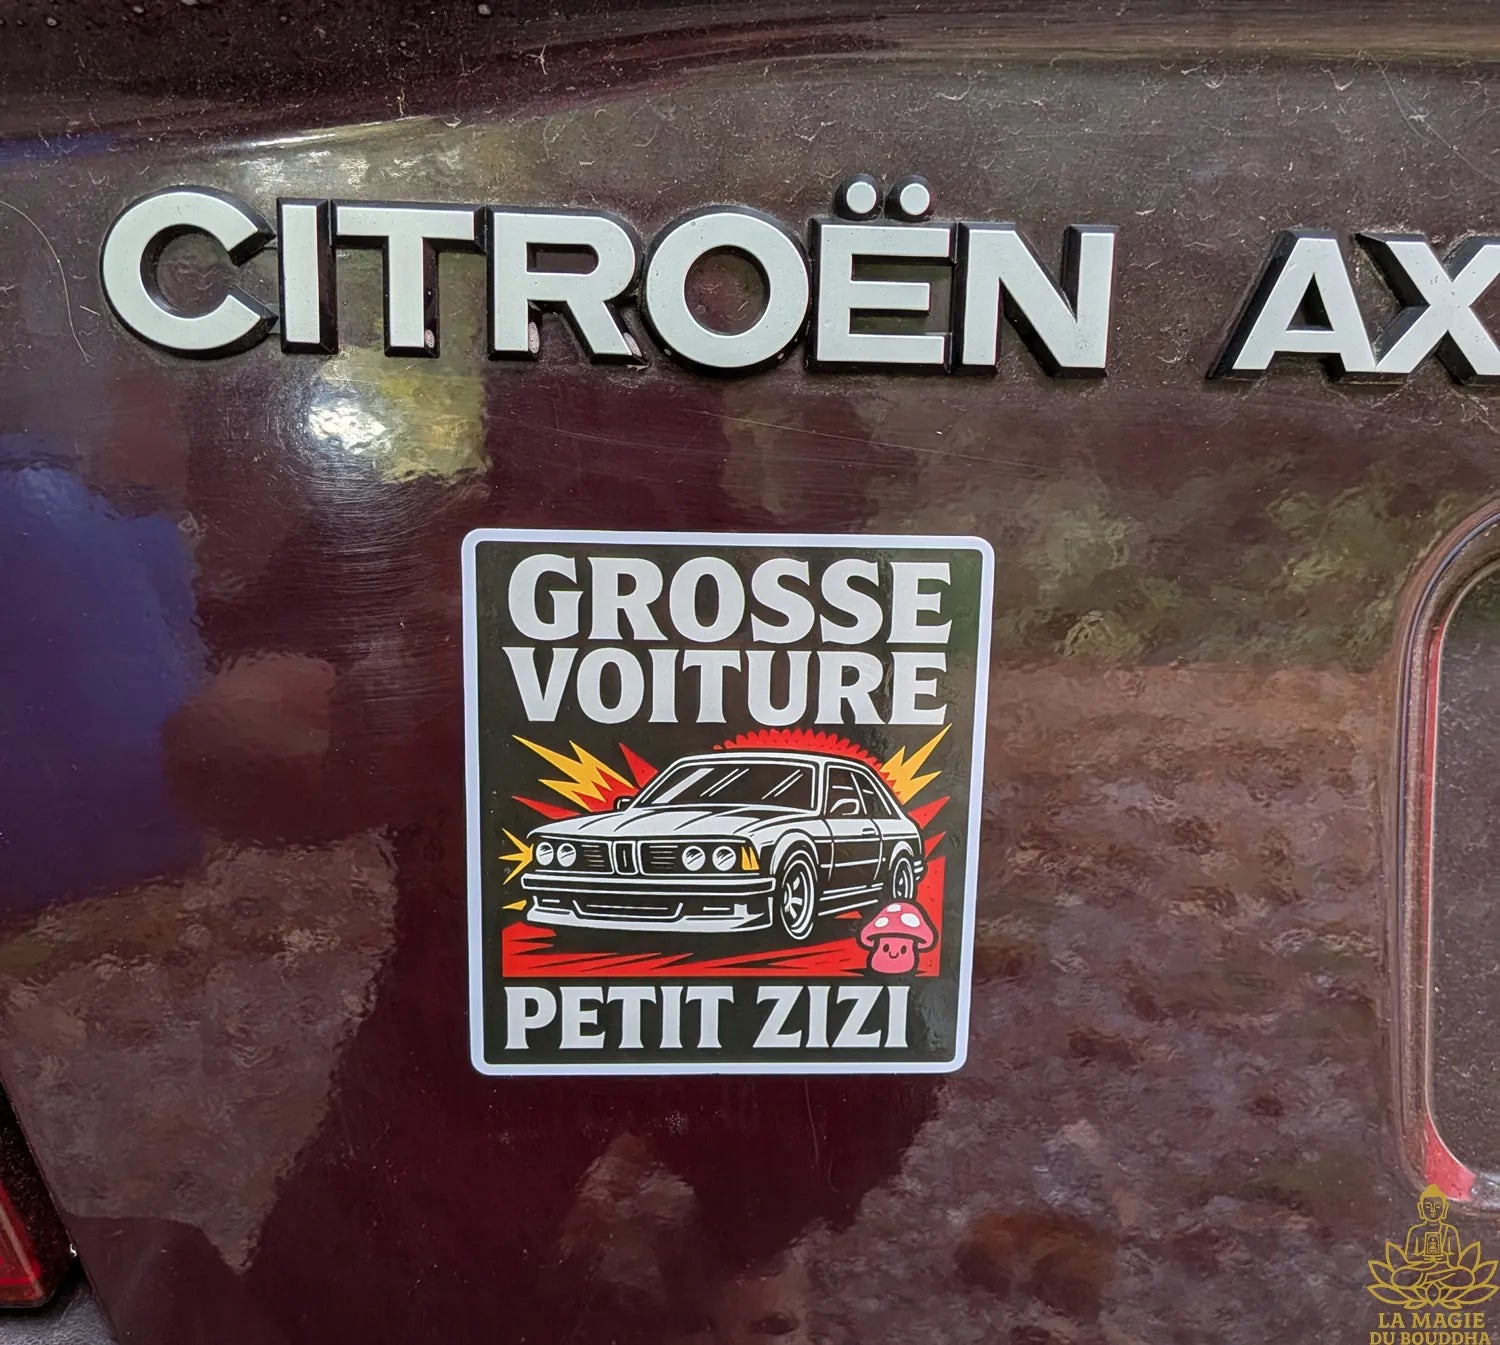 CITROËN AX
GROSSE
VOITURE
PETIT ZIZI
LA MAGIE
DU BOUDDHA